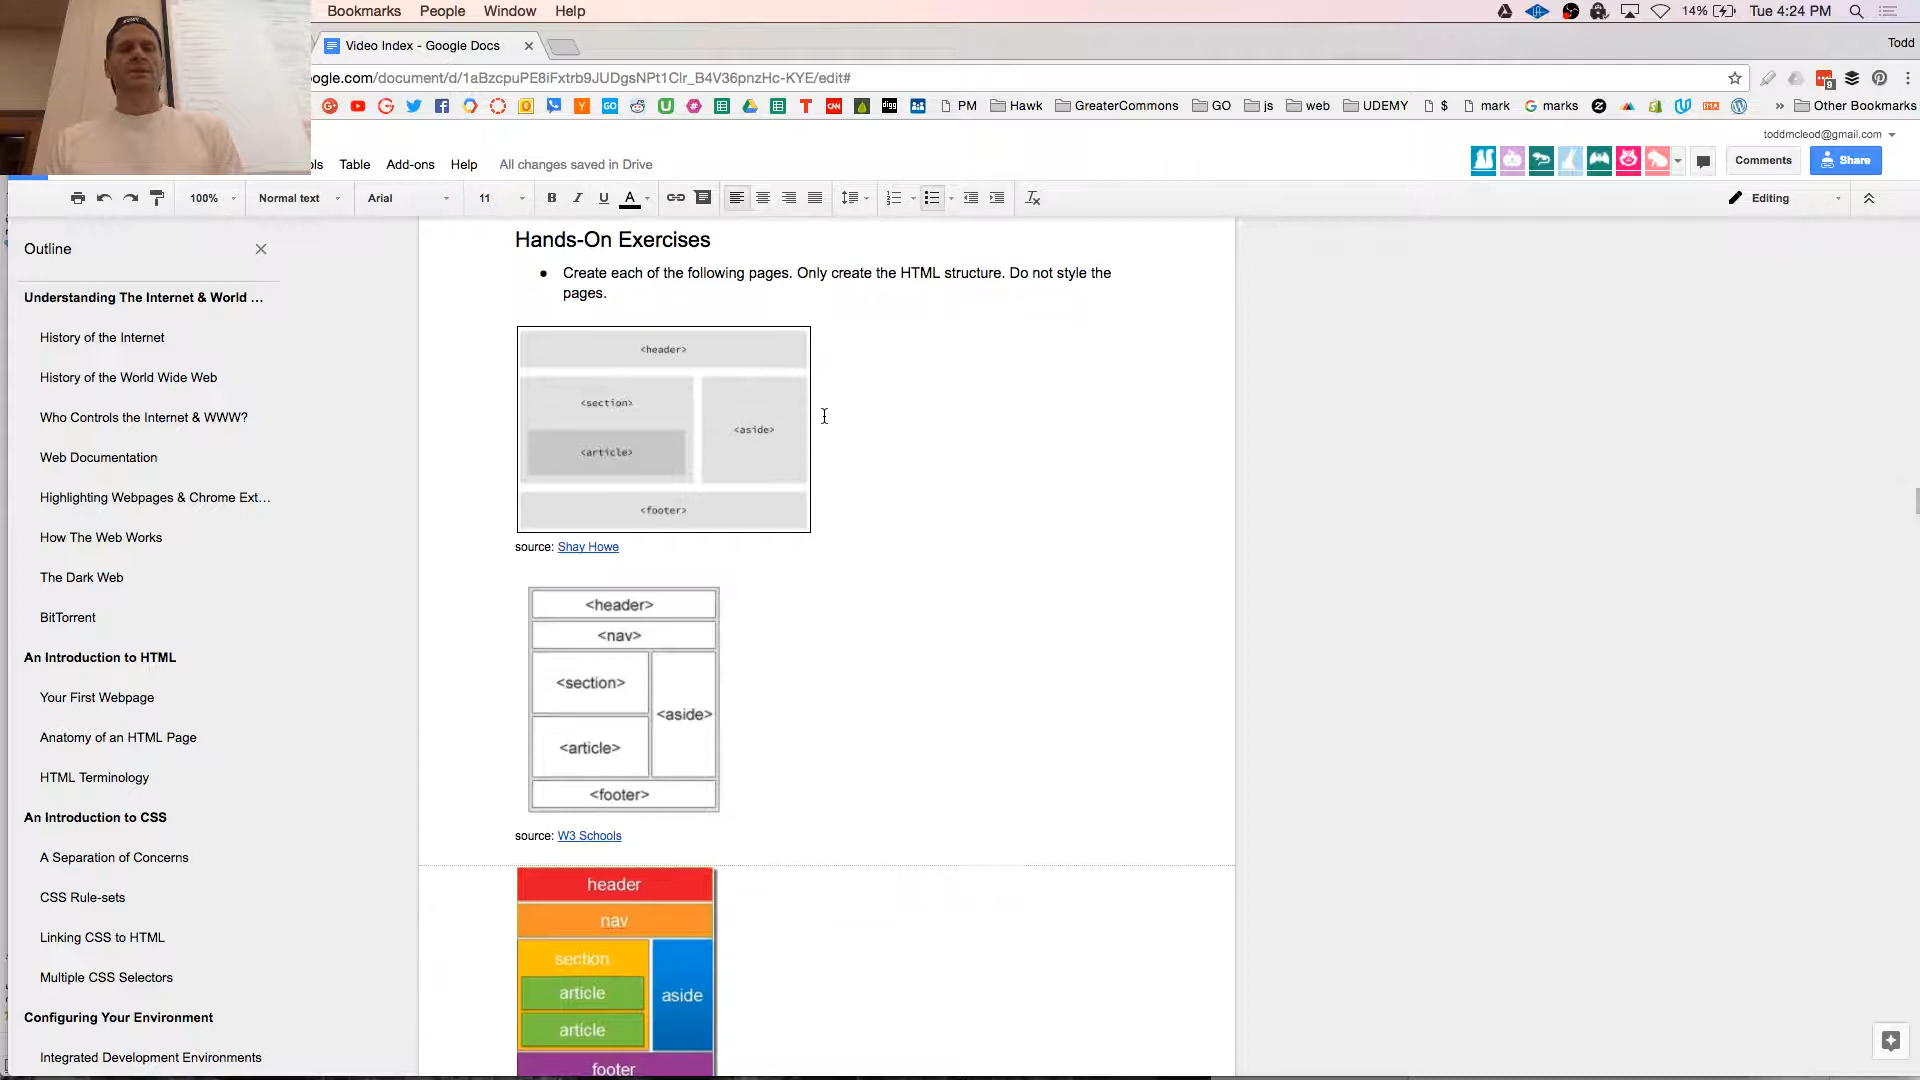 Bookmarks People Window Help 14% Tue 4:24 PM
Video Index - Google Docs Todd
ogle.com/document/d/1aBzcpuPE8iFxtrb9JUDgsNPt1Clr_B4V36pnzHc-KYE/edit#
PM Hawk GreaterCommons GO js web UDEMY $ mark marks » Other Bookmarks
toddmcleod@gmail.com
ls Table Add-ons Help All changes saved in Drive Comments Share
100% Normal text Arial 11 B I U A Editing
Outline
Understanding The Internet & World ...
History of the Internet
History of the World Wide Web
Who Controls the Internet & WWW?
Web Documentation
Highlighting Webpages & Chrome Ext...
How The Web Works
The Dark Web
BitTorrent
An Introduction to HTML
Your First Webpage
Anatomy of an HTML Page
HTML Terminology
An Introduction to CSS
A Separation of Concerns
CSS Rule-sets
Linking CSS to HTML
Multiple CSS Selectors
Configuring Your Environment
Integrated Development Environments
Hands-On Exercises
● Create each of the following pages. Only create the HTML structure. Do not style the
pages.
<header>
<section>
<aside>
<article>
<footer>
source: Shay Howe
<header>
<nav>
<section>
<aside>
<article>
<footer>
source: W3 Schools
header
nav
section
article
aside
article
footer